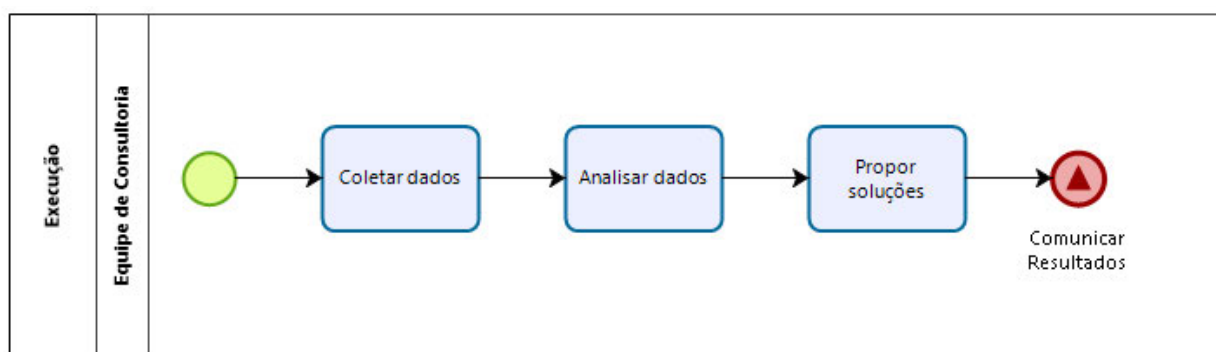 Execução
Equipe de Consultoria
Coletar dados
Analisar dados
Propor
soluções
Comunicar
Resultados